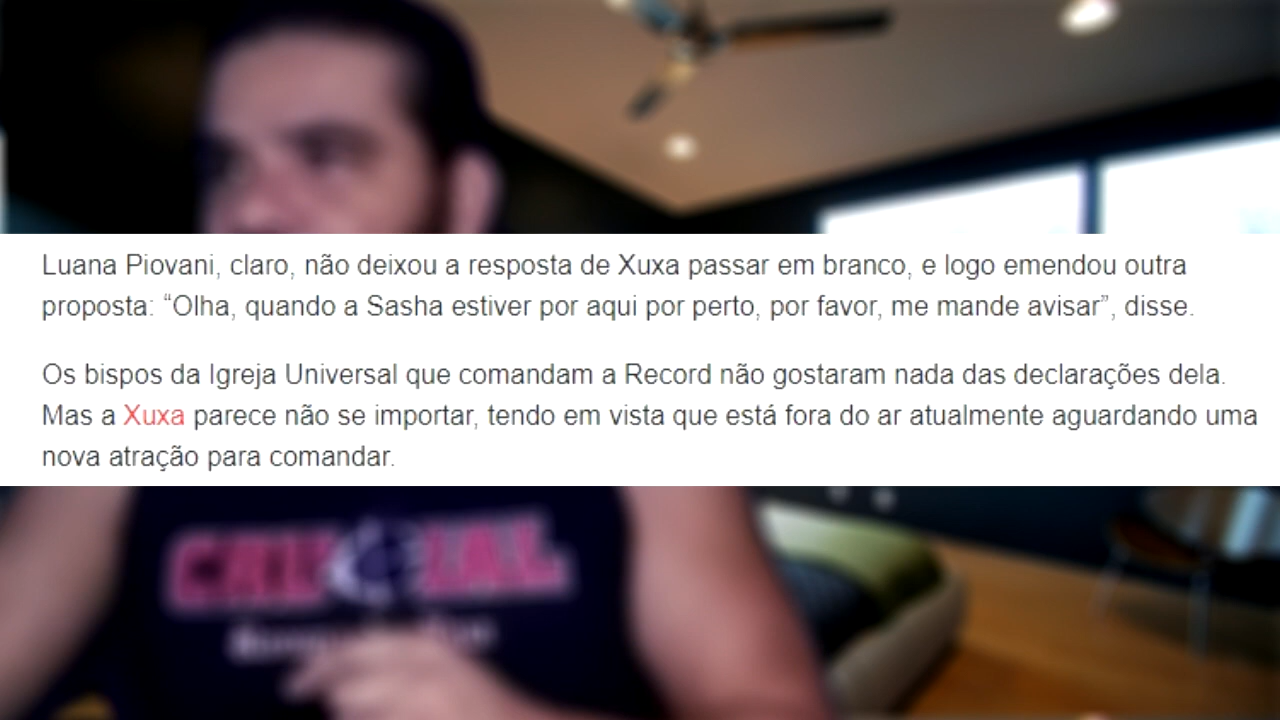 Luana Piovani, claro, não deixou a resposta de Xuxa passar em branco, e logo emendou outra
proposta: “Olha, quando a Sasha estiver por aqui por perto, por favor, me mande avisar”, disse.
Os bispos da Igreja Universal que comandam a Record não gostaram nada das declarações dela.
Mas a Xuxa parece não se importar, tendo em vista que está fora do ar atualmente aguardando uma
nova atração para comandar.